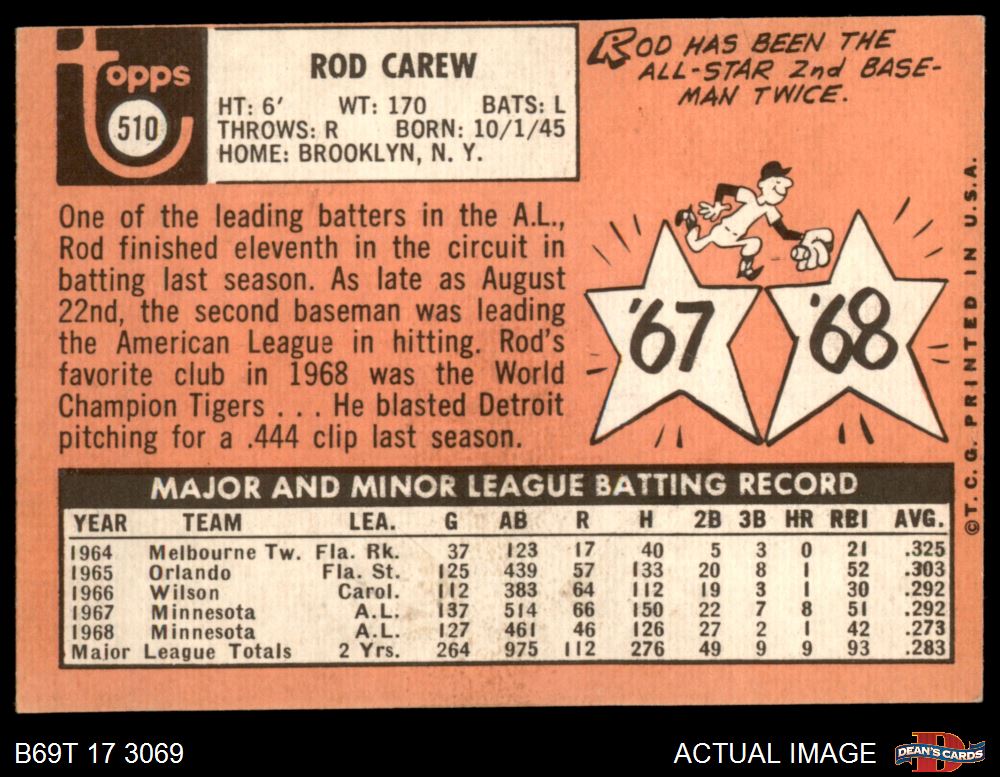 Topps
510
ROD CAREW
HT: 6' WT: 170 BATS: L
THROWS: R BORN: 10/1/45
HOME: BROOKLYN, N. Y.
ROD HAS BEEN THE
ALL-STAR 2nd BASE-
MAN TWICE.
One of the leading batters in the A.L.,
Rod finished eleventh in the circuit in
batting last season. As late as August
22nd, the second baseman was leading
the American League in hitting. Rod's
favorite club in 1968 was the World
Champion Tigers . . . He blasted Detroit
pitching for a .444 clip last season.
'67
'68
©T. C. G. PRINTED IN U.S.A.
MAJOR AND MINOR LEAGUE BATTING RECORD
YEAR TEAM LEA. G AB R H 2B 3B HR RBI AVG.
1964 Melbourne Tw. Fla. Rk. 37 123 17 40 5 3 0 21 .325
1965 Orlando Fla. St. 125 439 57 133 20 8 1 52 .303
1966 Wilson Carol. 112 383 64 112 19 3 1 30 .292
1967 Minnesota A.L. 137 514 66 150 22 7 8 51 .292
1968 Minnesota A.L. 127 461 46 126 27 2 1 42 .273
Major League Totals 2 Yrs. 264 975 112 276 49 9 9 93 .283
B69T 17 3069
ACTUAL IMAGE
D
DEAN'S CARDS